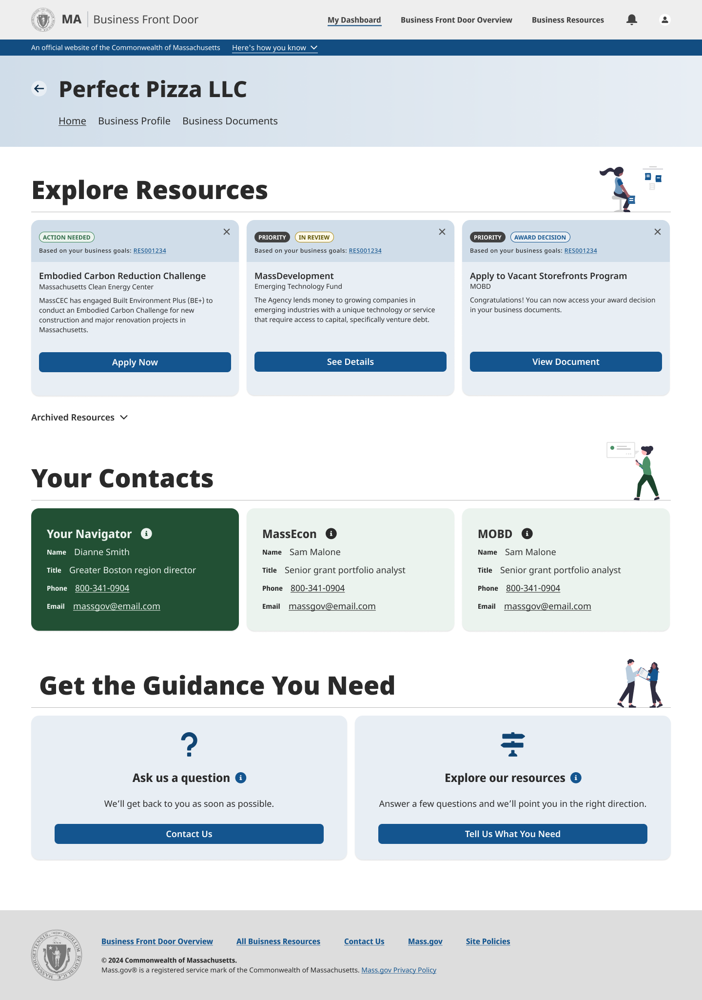 MA Business Front Door
My Dashboard Business Front Door Overview Business Resources
An official website of the Commonwealth of Massachusetts Here's how you know
Perfect Pizza LLC
Home Business Profile Business Documents
Explore Resources
ACTION NEEDED
Based on your business goals: RES001234
Embodied Carbon Reduction Challenge
Massachusetts Clean Energy Center
MassCEC has engaged Built Environment Plus (BE+) to
conduct an Embodied Carbon Challenge for new
construction and major renovation projects in
Massachusetts.
Apply Now
PRIORITY IN REVIEW
Based on your business goals: RES001234
MassDevelopment
Emerging Technology Fund
The Agency lends money to growing companies in
emerging industries with a unique technology or service
that require access to capital, specifically venture debt.
See Details
PRIORITY AWARD DECISION
Based on your business goals: RES001234
Apply to Vacant Storefronts Program
MOBD
Congratulations! You can now access your award decision
in your business documents.
View Document
Archived Resources
Your Contacts
Your Navigator
Name Dianne Smith
Title Greater Boston region director
Phone 800-341-0904
Email massgov@email.com
MassEcon
Name Sam Malone
Title Senior grant portfolio analyst
Phone 800-341-0904
Email massgov@email.com
MOBD
Name Sam Malone
Title Senior grant portfolio analyst
Phone 800-341-0904
Email massgov@email.com
Get the Guidance You Need
Ask us a question
We’ll get back to you as soon as possible.
Contact Us
Explore our resources
Answer a few questions and we’ll point you in the right direction.
Tell Us What You Need
Business Front Door Overview All Buisness Resources Contact Us Mass.gov Site Policies
© 2024 Commonwealth of Massachusetts.
Mass.gov® is a registered service mark of the Commonwealth of Massachusetts. Mass.gov Privacy Policy